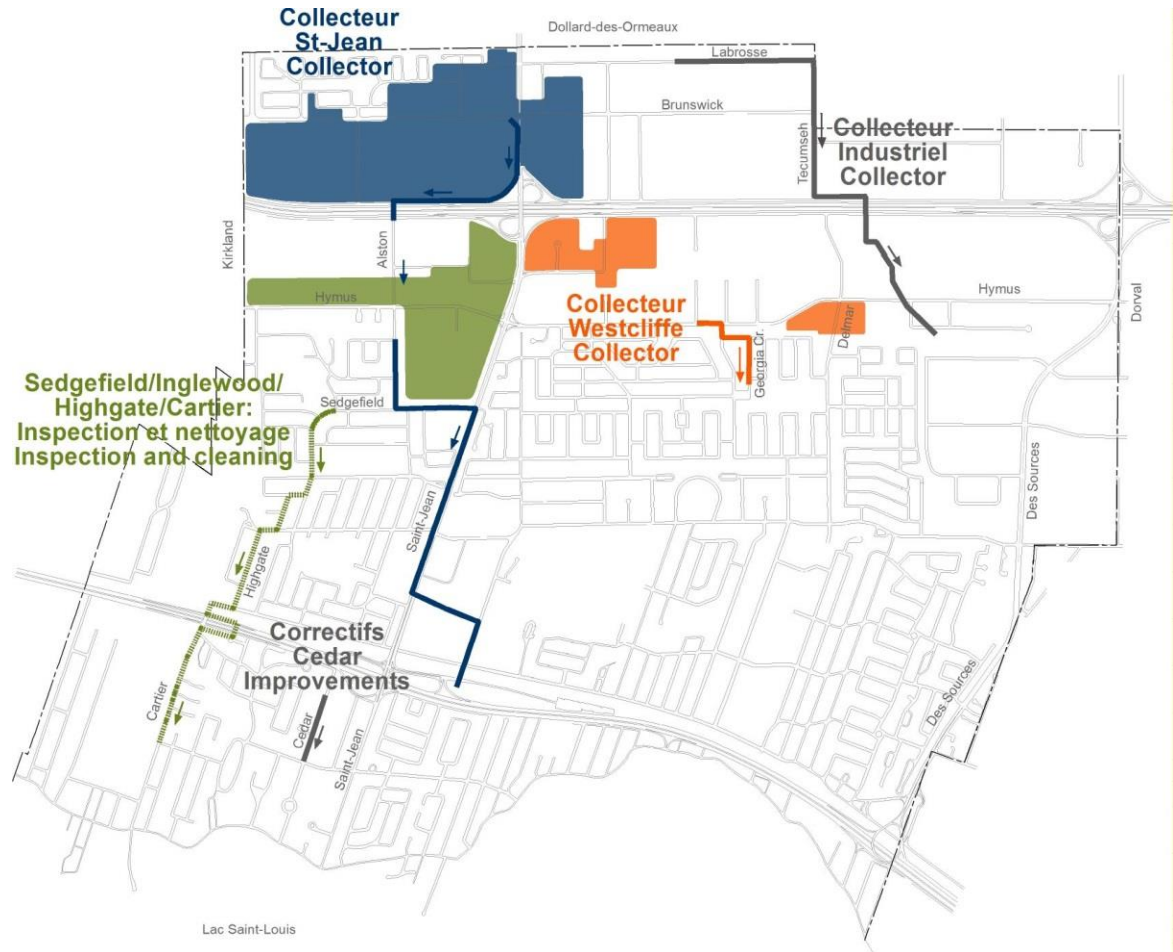 Collecteur
St-Jean
Collector
Dollard-des-Ormeaux
Labrosse
Brunswick
Tecumseh
Collecteur
Industriel
Collector
Kirkland
Alston
Hymus
Collecteur
Westcliffe
Collector
Georgia Cr.
Delmar
Hymus
Dorval
Sedgefield/Inglewood/
Highgate/Cartier:
Inspection et nettoyage
Inspection and cleaning
Sedgefield
Saint-Jean
Des Sources
Highgate
Correctifs
Cedar
Improvements
Cartier
Cedar
Saint-Jean
Des Sources
Lac Saint-Louis